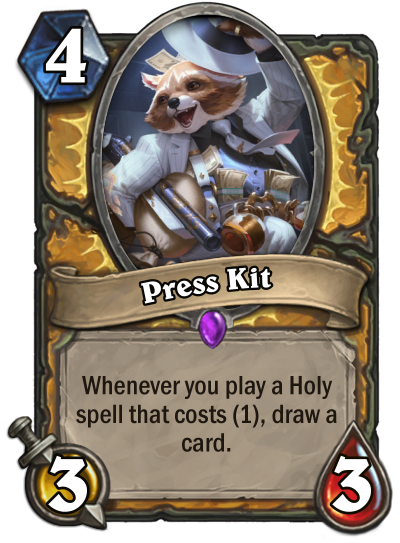 4
Press Kit
Whenever you play a Holy
spell that costs (1), draw a
card.
3
3